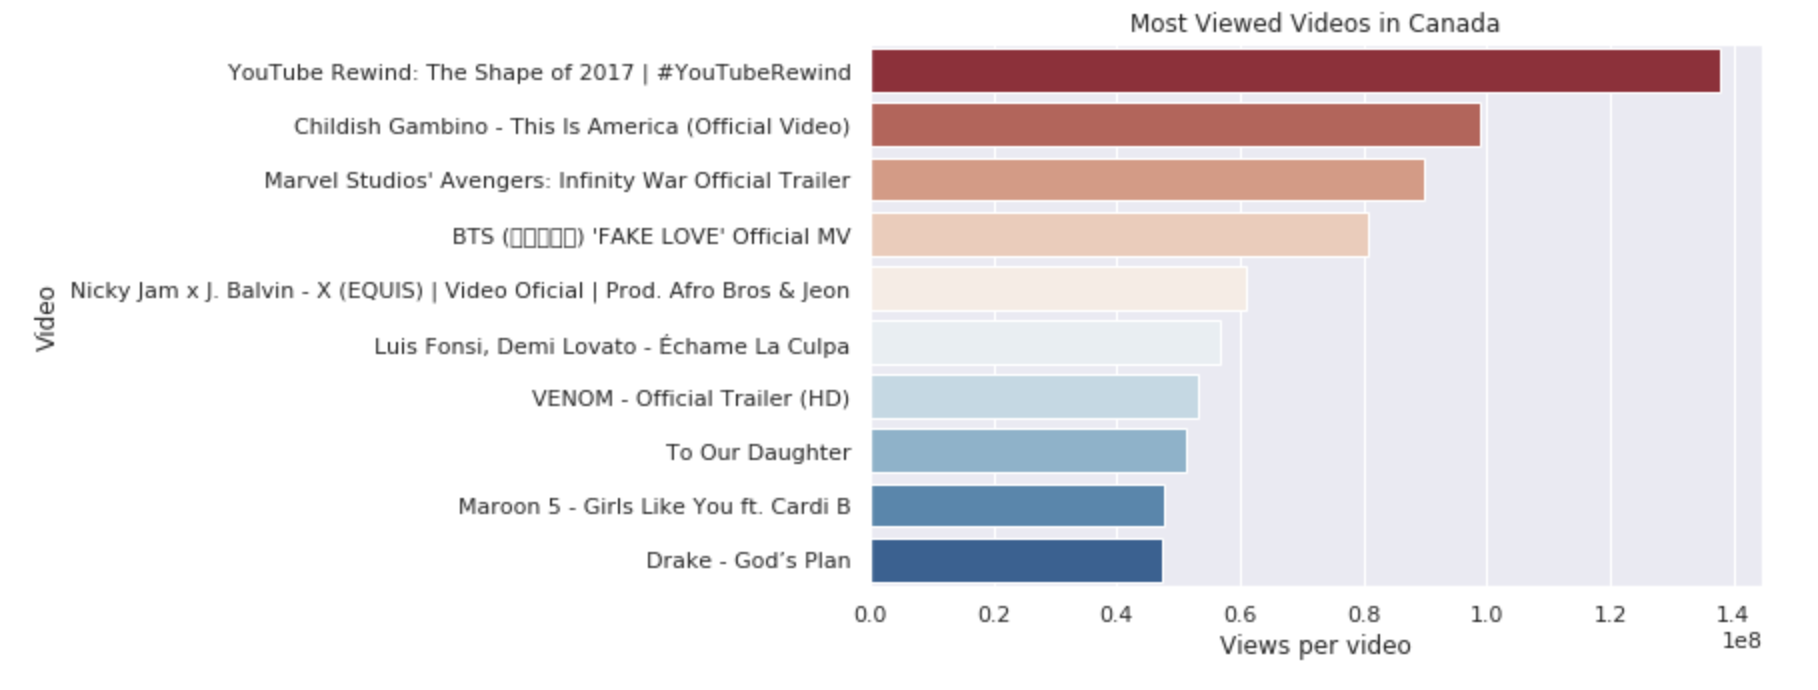 Most Viewed Videos in Canada
YouTube Rewind: The Shape of 2017 | #YouTubeRewind
Childish Gambino - This Is America (Official Video)
Marvel Studios' Avengers: Infinity War Official Trailer
BTS (▯▯▯▯▯) 'FAKE LOVE' Official MV
Nicky Jam x J. Balvin - X (EQUIS) | Video Oficial | Prod. Afro Bros & Jeon
Luis Fonsi, Demi Lovato - Échame La Culpa
VENOM - Official Trailer (HD)
To Our Daughter
Maroon 5 - Girls Like You ft. Cardi B
Drake - God’s Plan
Video
0.0 0.2 0.4 0.6 0.8 1.0 1.2 1.4
1e8
Views per video